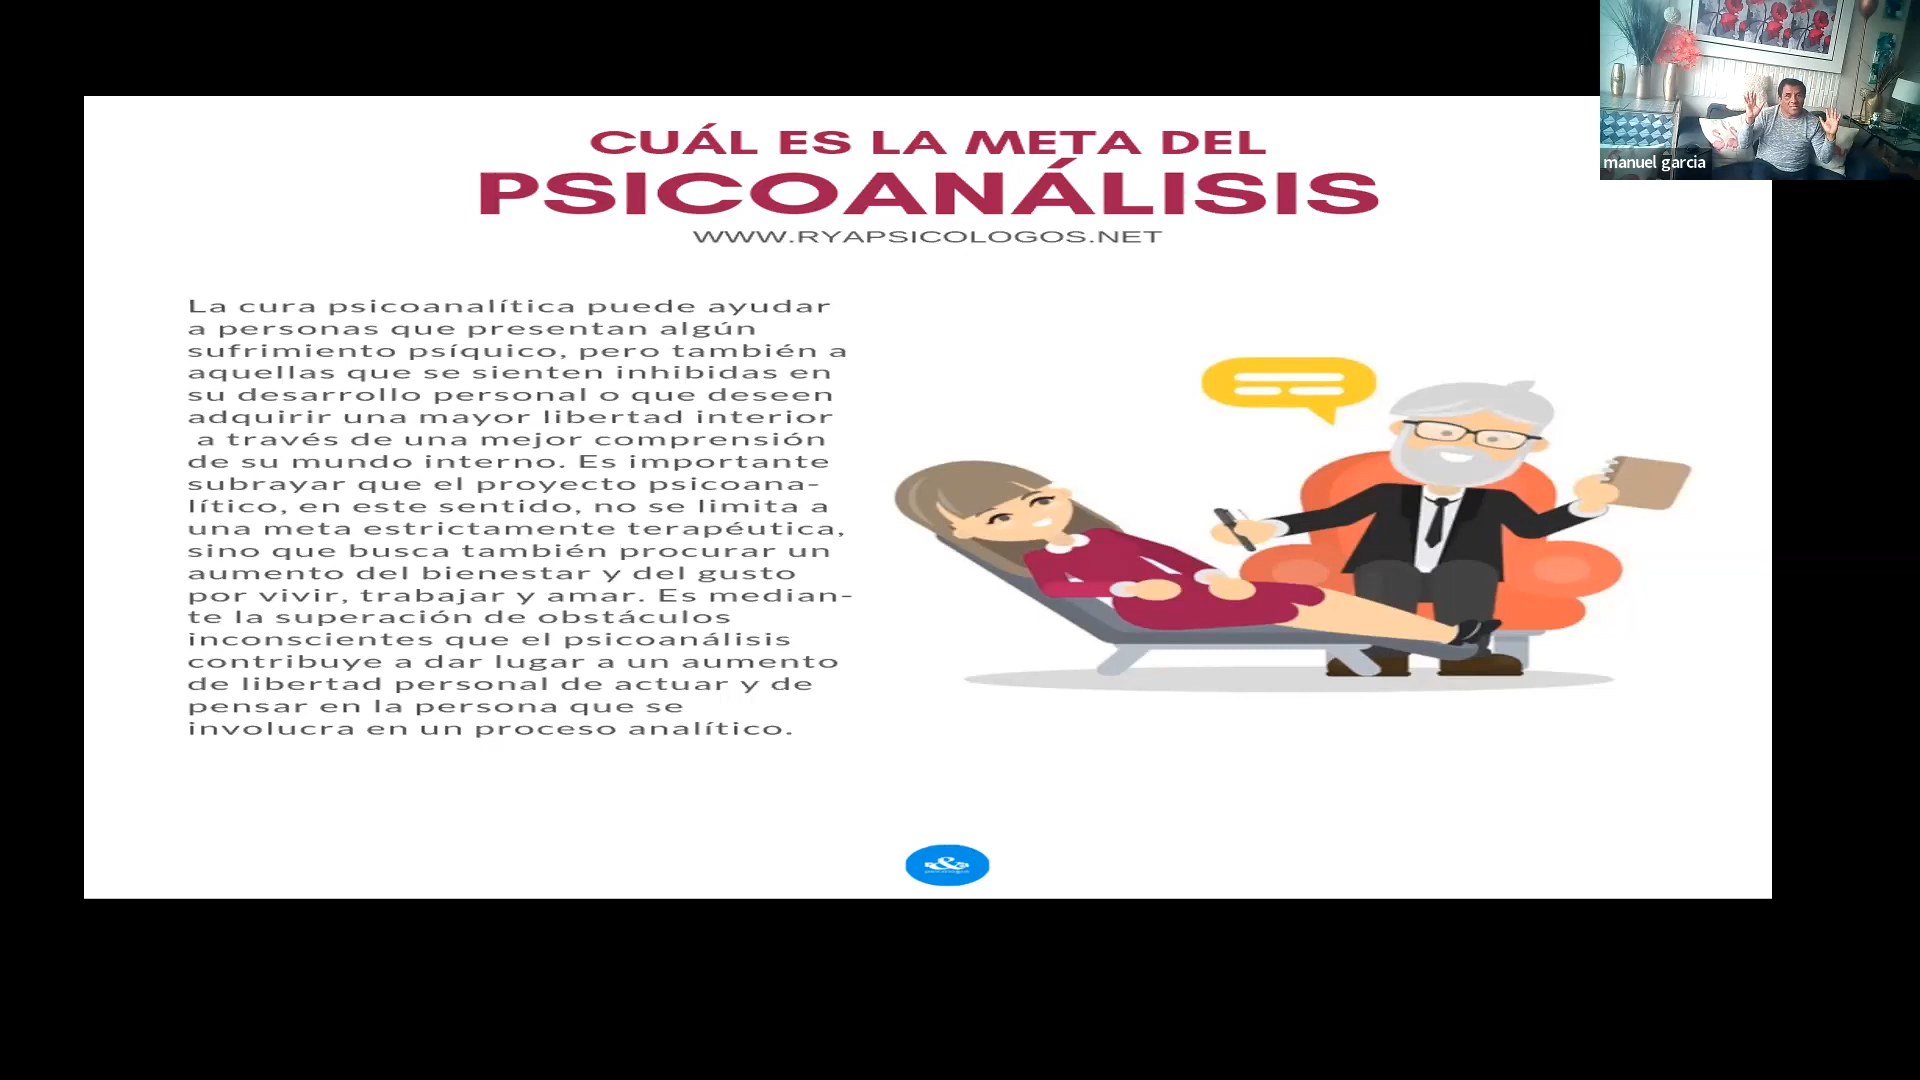 CUÁL ES LA META DEL
PSICOANÁLISIS
WWW.RYAPSICOLOGOS.NET
La cura psicoanalítica puede ayudar
a personas que presentan algún
sufrimiento psíquico, pero también a
aquellas que se sienten inhibidas en
su desarrollo personal o que deseen
adquirir una mayor libertad interior
a través de una mejor comprensión
de su mundo interno. Es importante
subrayar que el proyecto psicoana-
lítico, en este sentido, no se limita a
una meta estrictamente terapéutica,
sino que busca también procurar un
aumento del bienestar y del gusto
por vivir, trabajar y amar. Es median-
te la superación de obstáculos
inconscientes que el psicoanálisis
contribuye a dar lugar a un aumento
de libertad personal de actuar y de
pensar en la persona que se
involucra en un proceso analítico.
manuel garcia